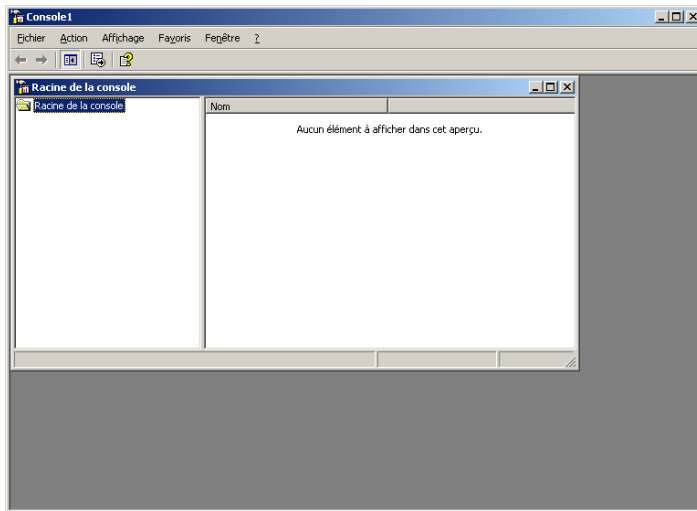 Console1
Fichier Action Affichage Favoris Fenêtre ?
Racine de la console
Racine de la console
Nom
Aucun élément à afficher dans cet aperçu.